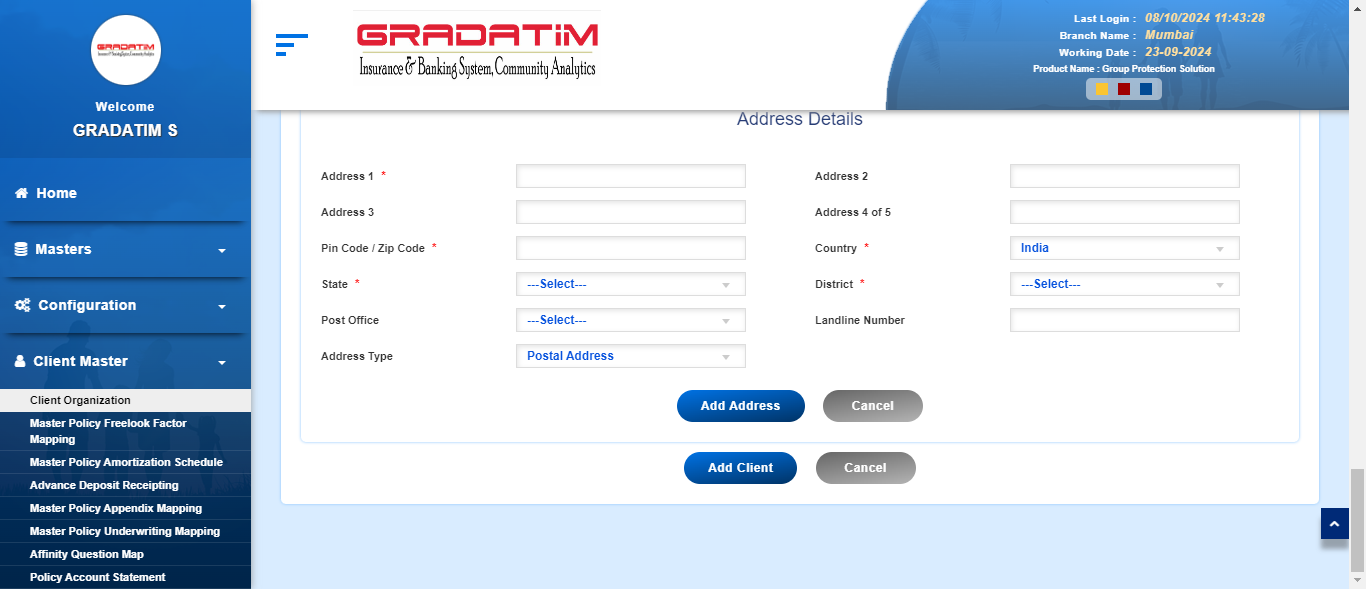 GRADATIM
Insurance & Banking System, Community Analytics
Welcome
GRADATIM S
Home
Masters
Configuration
Client Master
Client Organization
Master Policy Freelook Factor
Mapping
Master Policy Amortization Schedule
Advance Deposit Receipting
Master Policy Appendix Mapping
Master Policy Underwriting Mapping
Affinity Question Map
Policy Account Statement
GRADATIM
Insurance & Banking System, Community Analytics
Last Login : 08/10/2024 11:43:28
Branch Name : Mumbai
Working Date : 23-09-2024
Product Name : Group Protection Solution
Address Details
Address 1 *
Address 2
Address 3
Address 4 of 5
Pin Code / Zip Code *
Country * India
State * ---Select---
District * ---Select---
Post Office ---Select---
Landline Number
Address Type Postal Address
Add Address Cancel
Add Client Cancel